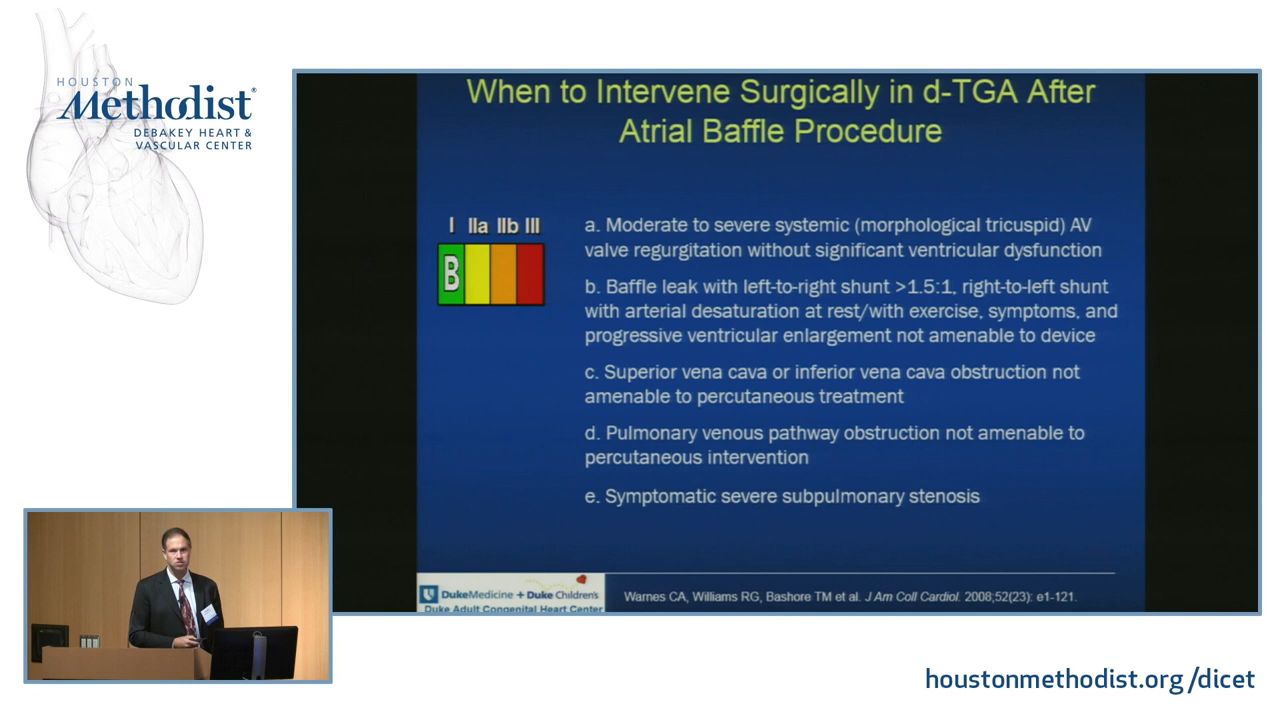 HOUSTON
Methodist®
DEBAKEY HEART &
VASCULAR CENTER
When to Intervene Surgically in d-TGA After
Atrial Baffle Procedure
I IIa IIb III
B
a. Moderate to severe systemic (morphological tricuspid) AV
valve regurgitation without significant ventricular dysfunction
b. Baffle leak with left-to-right shunt >1.5:1, right-to-left shunt
with arterial desaturation at rest/with exercise, symptoms, and
progressive ventricular enlargement not amenable to device
c. Superior vena cava or inferior vena cava obstruction not
amenable to percutaneous treatment
d. Pulmonary venous pathway obstruction not amenable to
percutaneous intervention
e. Symptomatic severe subpulmonary stenosis
DukeMedicine + Duke Children's
Duke Adult Congenital Heart Center
Warnes CA, Williams RG, Bashore TM et al. J Am Coll Cardiol. 2008;52(23): e1-121.
houstonmethodist.org/dicet